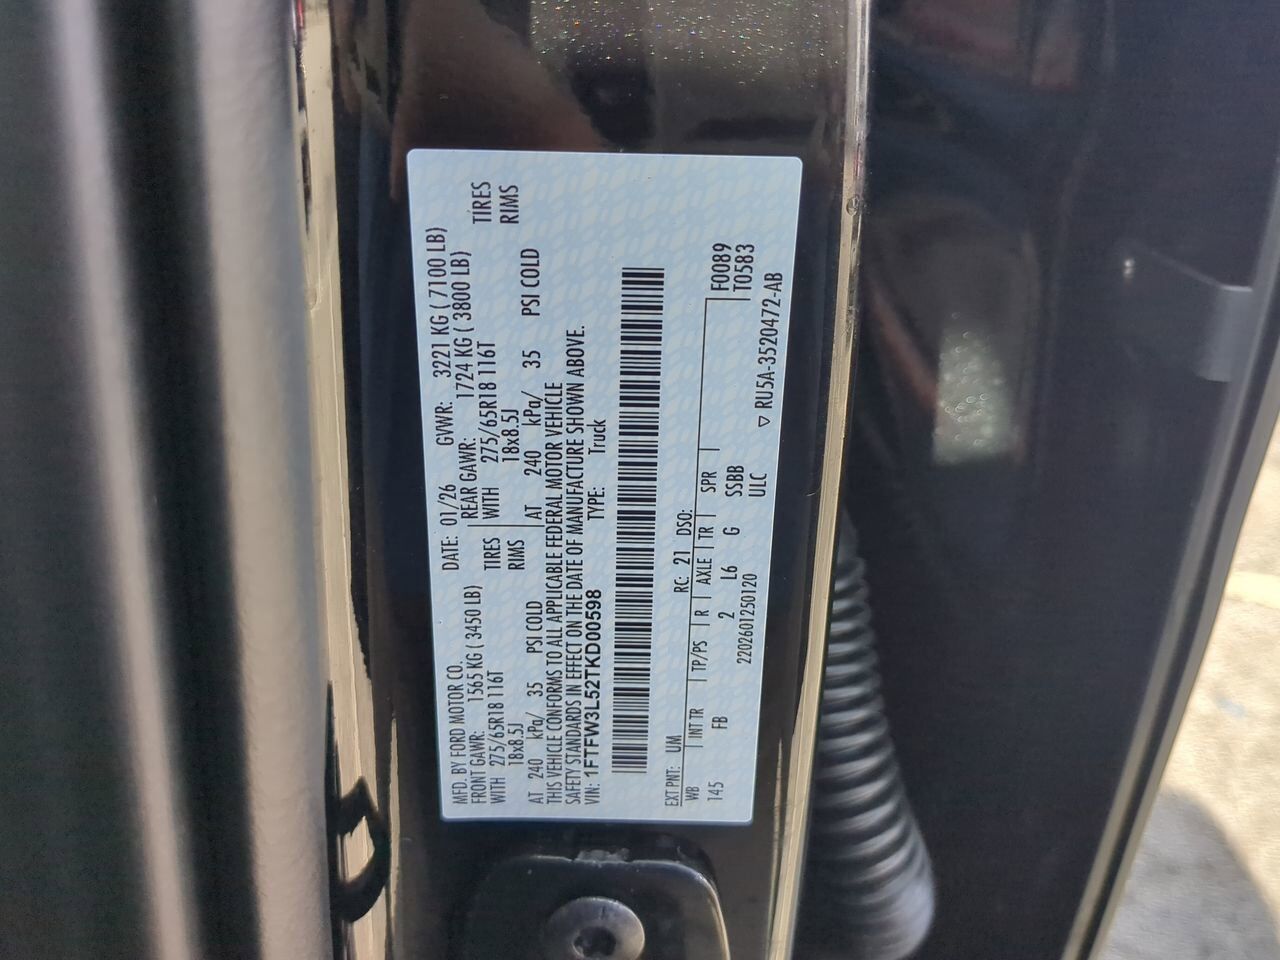 MFD. BY FORD MOTOR CO.
DATE: 01/26 GVWR: 3221 KG ( 7100 LB)
FRONT GAWR: 1565 KG ( 3450 LB) REAR GAWR: 1724 KG ( 3800 LB)
WITH 275/65R18 116T TIRES WITH 275/65R18 116T TIRES
18x8.5J RIMS 18x8.5J RIMS
AT 240 kPa/ 35 PSI COLD AT 240 kPa/ 35 PSI COLD
THIS VEHICLE CONFORMS TO ALL APPLICABLE FEDERAL MOTOR VEHICLE
SAFETY STANDARDS IN EFFECT ON THE DATE OF MANUFACTURE SHOWN ABOVE.
VIN: 1FTFW3L52TKD00598 TYPE: Truck
EXT PNT: UM RC: 21 DSO:
WB INT TR TP/PS R AXLE TR SPR F0089
145 FB 2 L6 G SSBB T0583
2202601250120 ULC
▽ RU5A-3520472-AB